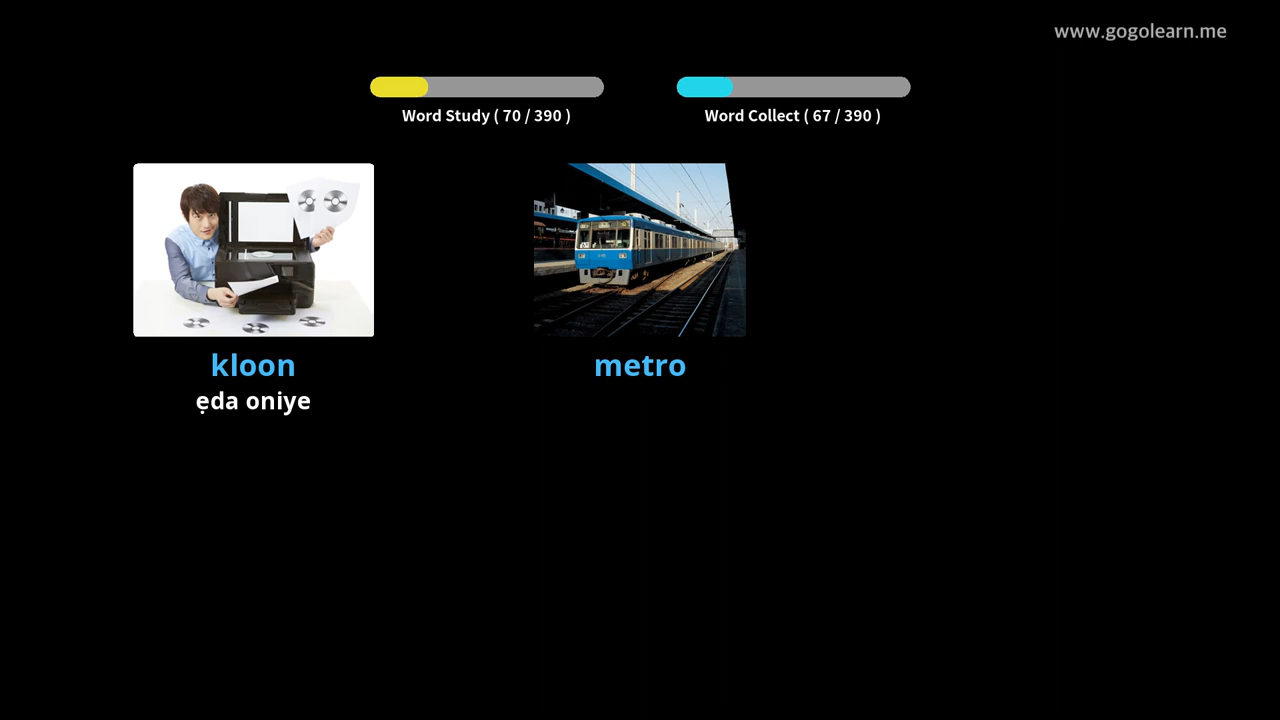 www.gogolearn.me
Word Study ( 70 / 390 )
Word Collect ( 67 / 390 )
kloon
ẹda oniye
metro